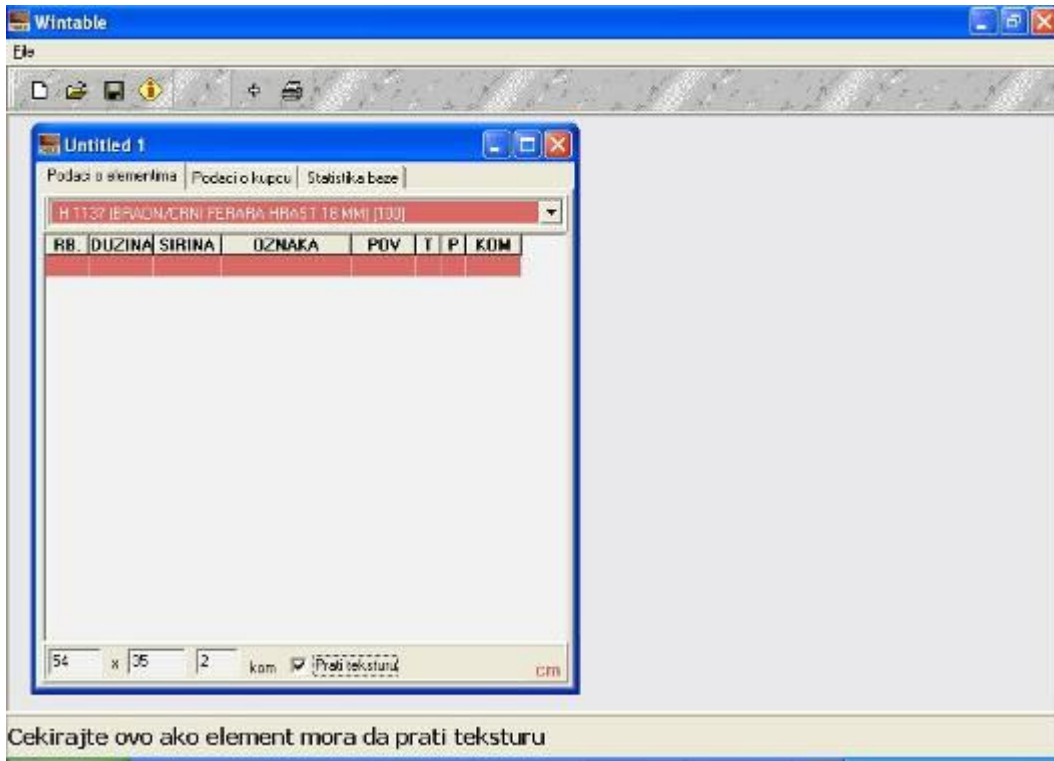 Wintable
File
Untitled 1
Podaci o elementima Podaci o kupcu Statistika baze
H 1137 (BRAON/CRNI FERARA HRAST 18 MM) [100]
RB. DUZINA SIRINA OZNAKA POV T P KOM
54 x 35 2 kom Prati teksturu cm
Cekirajte ovo ako element mora da prati teksturu